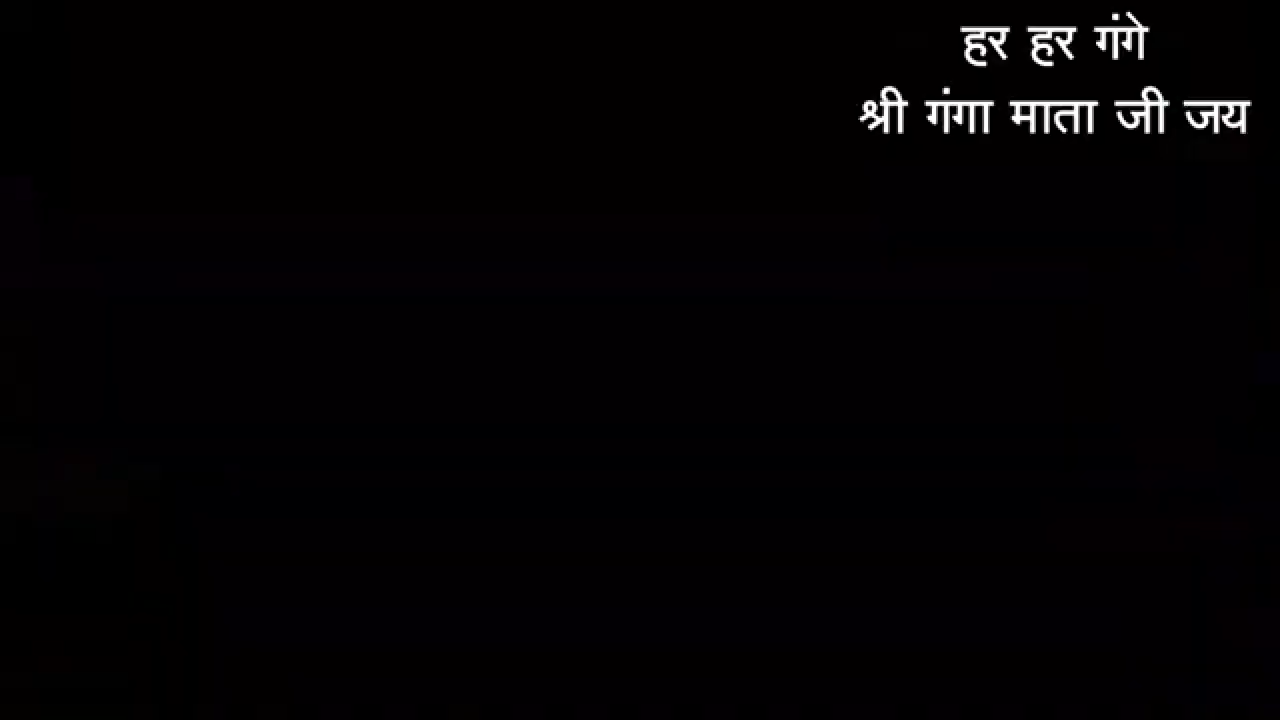 हर हर गंगे
श्री गंगा माता जी जय